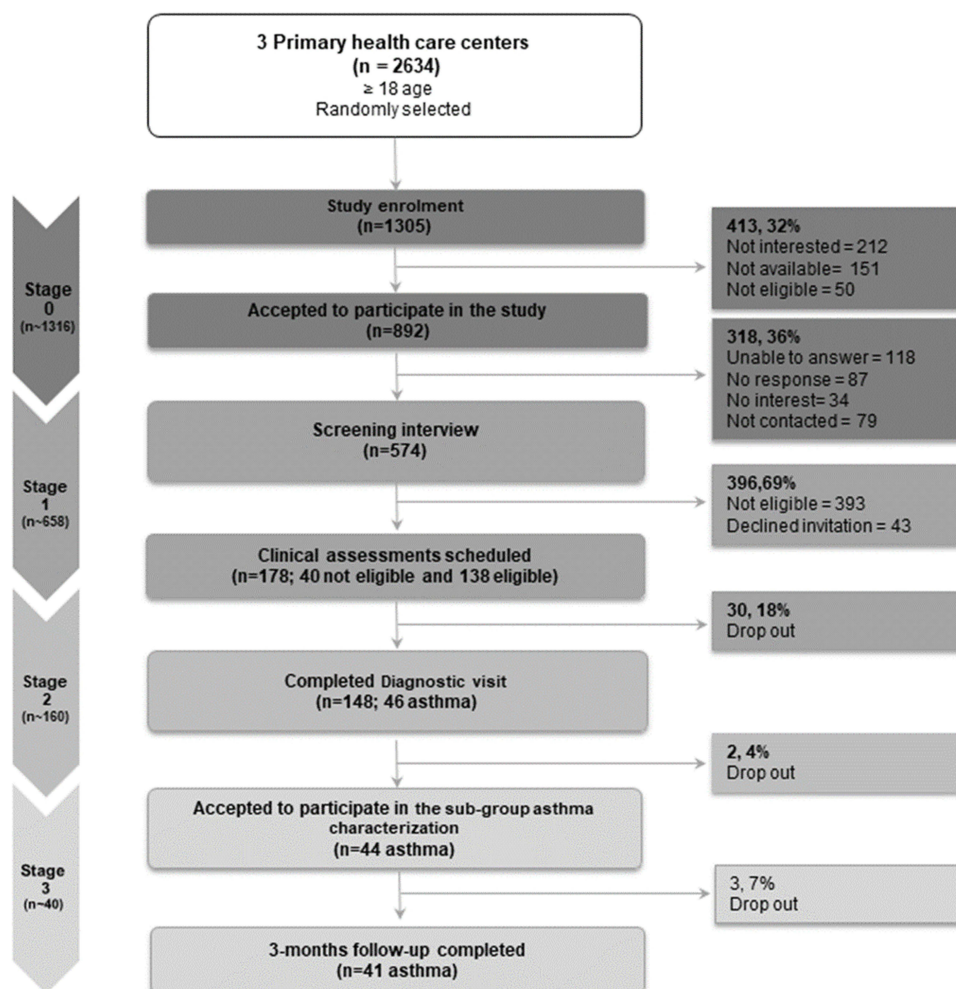 3 Primary health care centers
(n = 2634)
≥ 18 age
Randomly selected
Stage
0
(n~1316)
Study enrolment
(n=1305)
413, 32%
Not interested = 212
Not available= 151
Not eligible = 50
Accepted to participate in the study
(n=892)
318, 36%
Unable to answer = 118
No response = 87
No interest= 34
Not contacted = 79
Stage
1
(n~658)
Screening interview
(n=574)
396,69%
Not eligible = 393
Declined invitation = 43
Clinical assessments scheduled
(n=178; 40 not eligible and 138 eligible)
30, 18%
Drop out
Stage
2
(n~160)
Completed Diagnostic visit
(n=148; 46 asthma)
2, 4%
Drop out
Stage
3
(n~40)
Accepted to participate in the sub-group asthma
characterization
(n=44 asthma)
3, 7%
Drop out
3-months follow-up completed
(n=41 asthma)